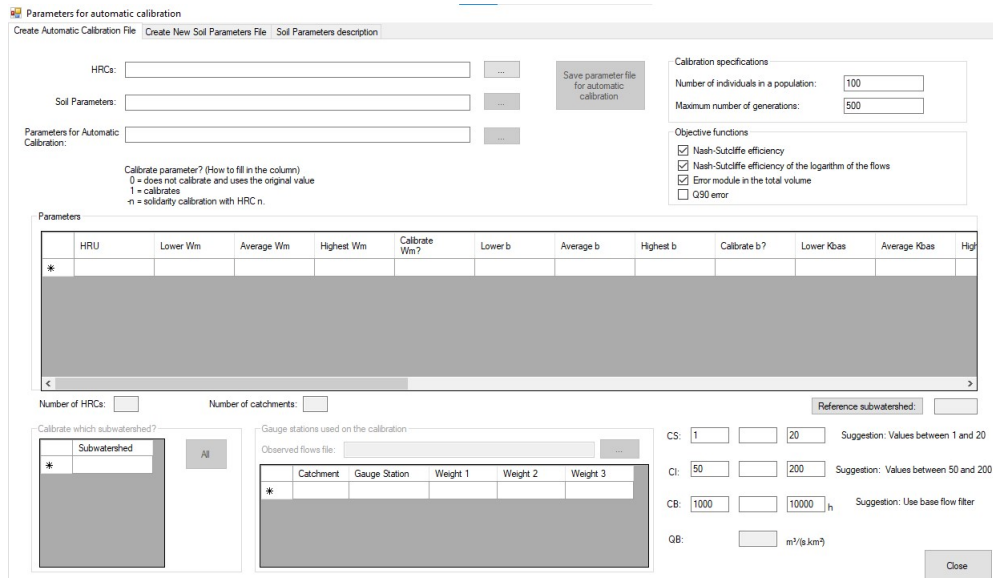 Parameters for automatic calibration
Create Automatic Calibration File Create New Soil Parameters File Soil Parameters description
HRCs:
...
Save parameter file
for automatic
calibration
Soil Parameters:
...
Parameters for Automatic
Calibration:
...
Calibration specifications
Number of individuals in a population: 100
Maximum number of generations: 500
Objective functions
Nash-Sutcliffe efficiency
Nash-Sutcliffe efficiency of the logarithm of the flows
Error module in the total volume
Q90 error
Calibrate parameter? (How to fill in the column)
0 = does not calibrate and uses the original value
1 = calibrates
-n = solidarity calibration with HRC n.
Parameters
HRU Lower Wm Average Wm Highest Wm Calibrate Wm? Lower b Average b Highest b Calibrate b? Lower Kbas Average Kbas High
*
Number of HRCs: Number of catchments: Reference subwatershed:
Calibrate which subwatershed?
Subwatershed
*
All
Gauge stations used on the calibration
Observed flows file: ...
Catchment Gauge Station Weight 1 Weight 2 Weight 3
*
CS: 1 20 Suggestion: Values between 1 and 20
CI: 50 200 Suggestion: Values between 50 and 200
CB: 1000 10000 h Suggestion: Use base flow filter
QB: m³/(s.km²)
Close